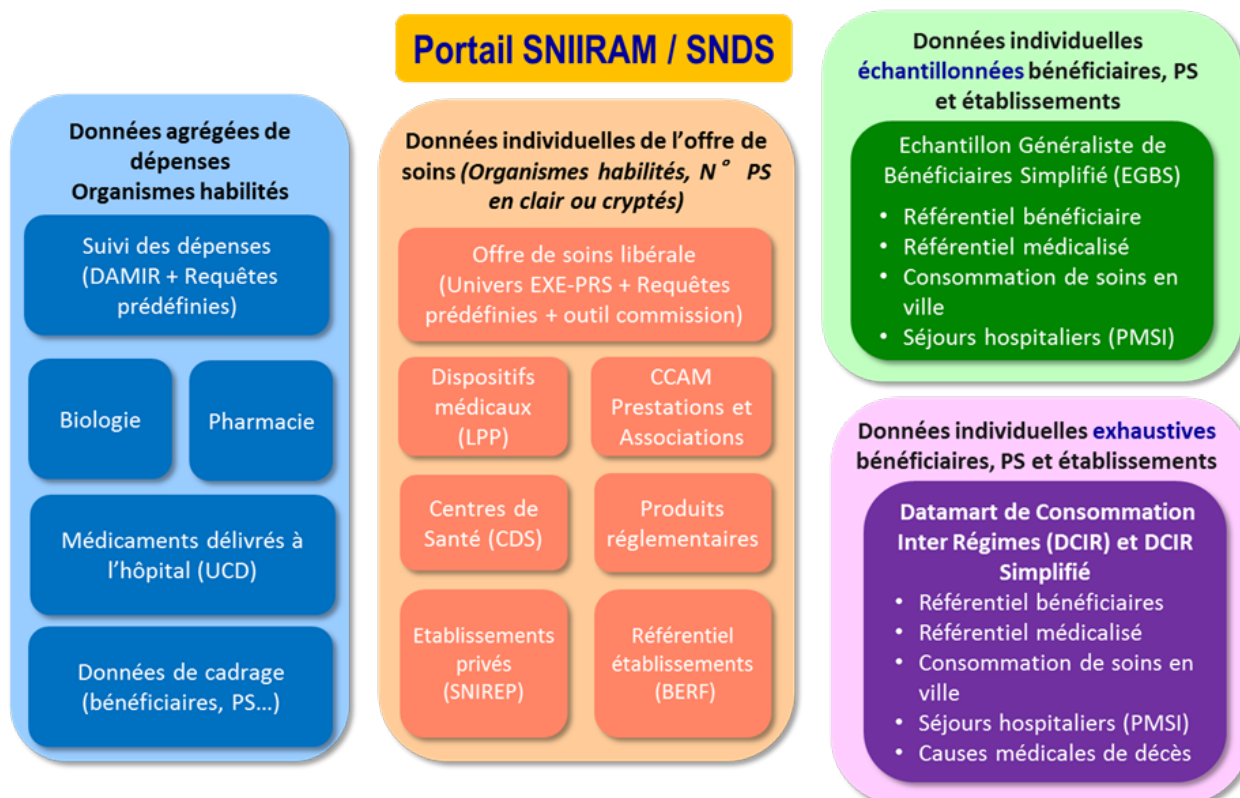 Portail SNIIRAM / SNDS
Données agrégées de
dépenses
Organismes habilités
Suivi des dépenses
(DAMIR + Requêtes
prédéfinies)
Biologie
Pharmacie
Médicaments délivrés à
l’hôpital (UCD)
Données de cadrage
(bénéficiaires, PS...)
Données individuelles de l’offre de
soins (Organismes habilités, N° PS
en clair ou cryptés)
Offre de soins libérale
(Univers EXE-PRS + Requêtes
prédéfinies + outil commission)
Dispositifs
médicaux
(LPP)
CCAM
Prestations et
Associations
Centres de
Santé (CDS)
Produits
réglementaires
Etablissements
privés
(SNIREP)
Référentiel
établissements
(BERF)
Données individuelles
échantillonnées bénéficiaires, PS
et établissements
Echantillon Généraliste de
Bénéficiaires Simplifié (EGBS)
• Référentiel bénéficiaire
• Référentiel médicalisé
• Consommation de soins en
ville
• Séjours hospitaliers (PMSI)
Données individuelles exhaustives
bénéficiaires, PS et établissements
Datamart de Consommation
Inter Régimes (DCIR) et DCIR
Simplifié
• Référentiel bénéficiaires
• Référentiel médicalisé
• Consommation de soins en
ville
• Séjours hospitaliers (PMSI)
• Causes médicales de décès